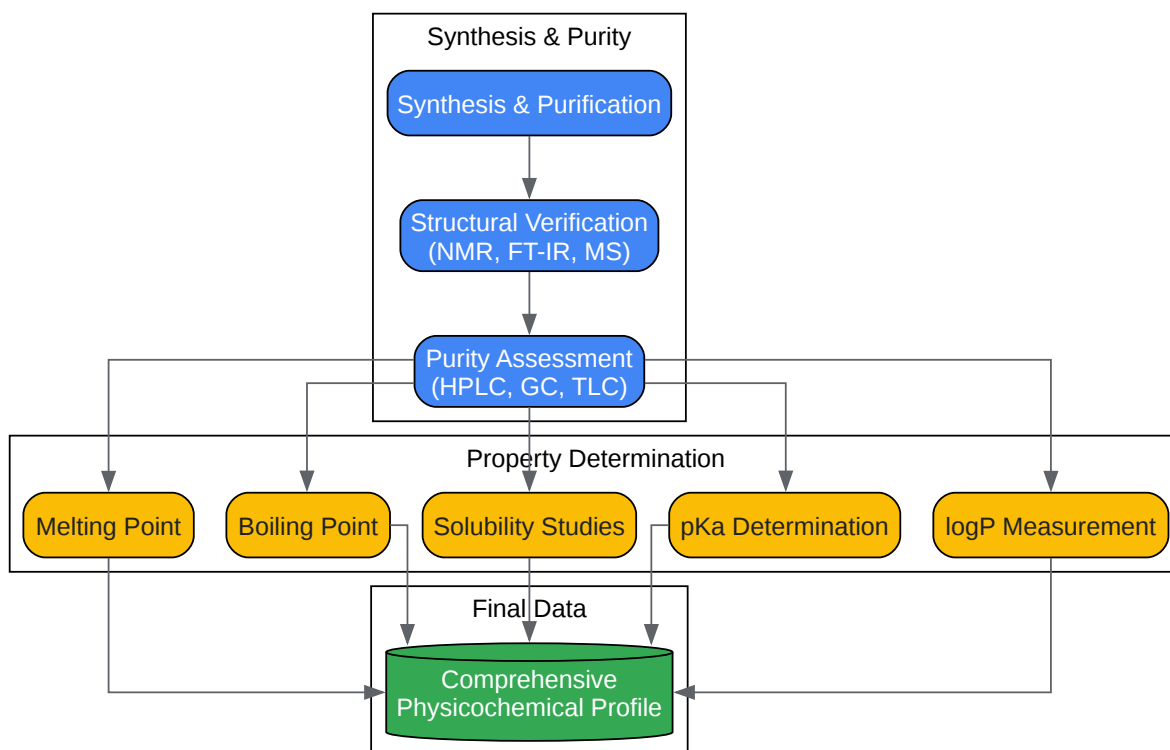 Synthesis & Purity
Synthesis & Purification
Structural Verification
(NMR, FT-IR, MS)
Purity Assessment
(HPLC, GC, TLC)
Property Determination
Melting Point
Boiling Point
Solubility Studies
pKa Determination
logP Measurement
Final Data
Comprehensive
Physicochemical Profile